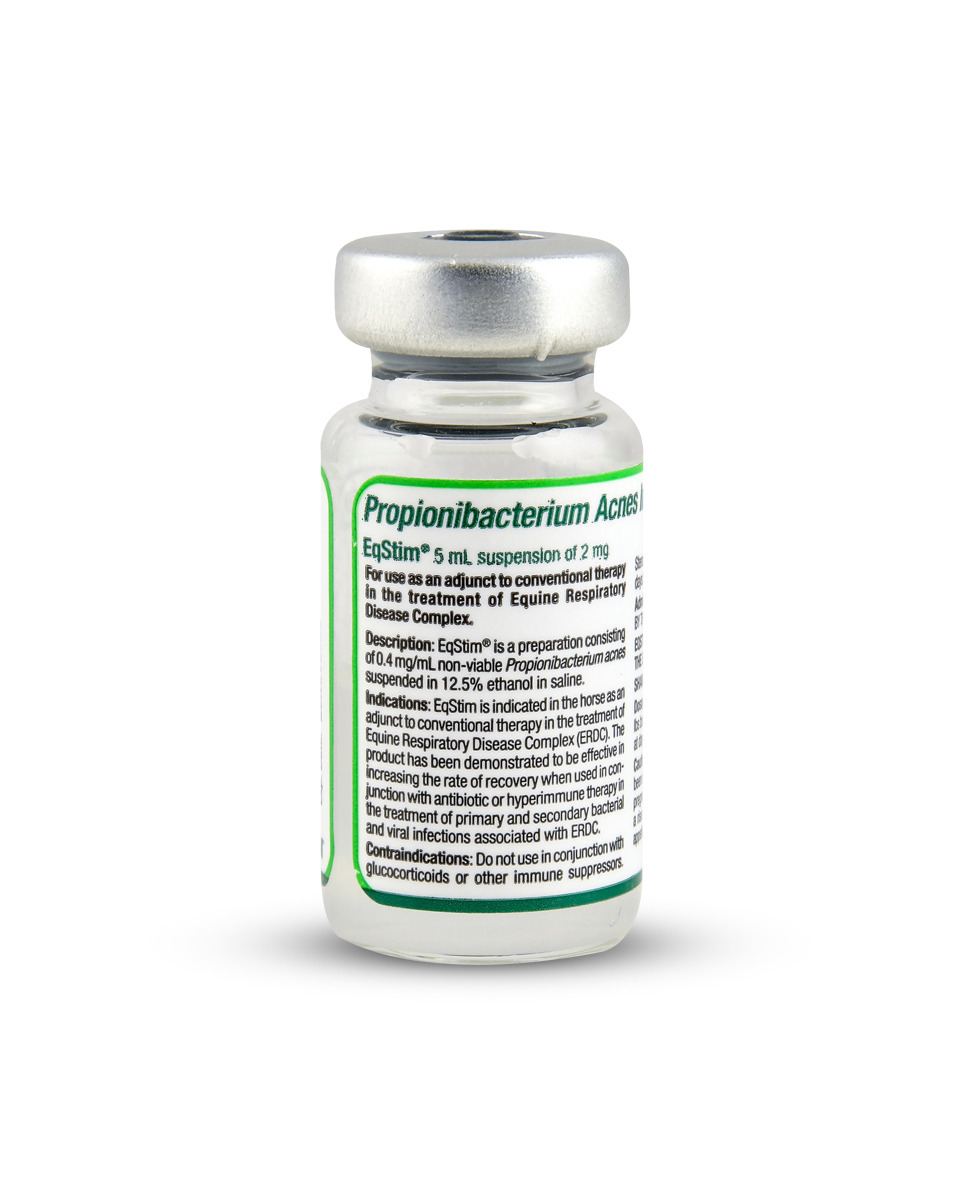 Propionibacterium Acnes
EqStim® 5 mL suspension of 2 mg
For use as an adjunct to conventional therapy
in the treatment of Equine Respiratory
Disease Complex.
Description: EqStim® is a preparation consisting
of 0.4 mg/mL non-viable Propionibacterium acnes
suspended in 12.5% ethanol in saline.
Indications: EqStim is indicated in the horse as an
adjunct to conventional therapy in the treatment of
Equine Respiratory Disease Complex (ERDC). The
product has been demonstrated to be effective in
increasing the rate of recovery when used in con-
junction with antibiotic or hyperimmune therapy in
the treatment of primary and secondary bacterial
and viral infections associated with ERDC.
Contraindications: Do not use in conjunction with
glucocorticoids or other immune suppressors.